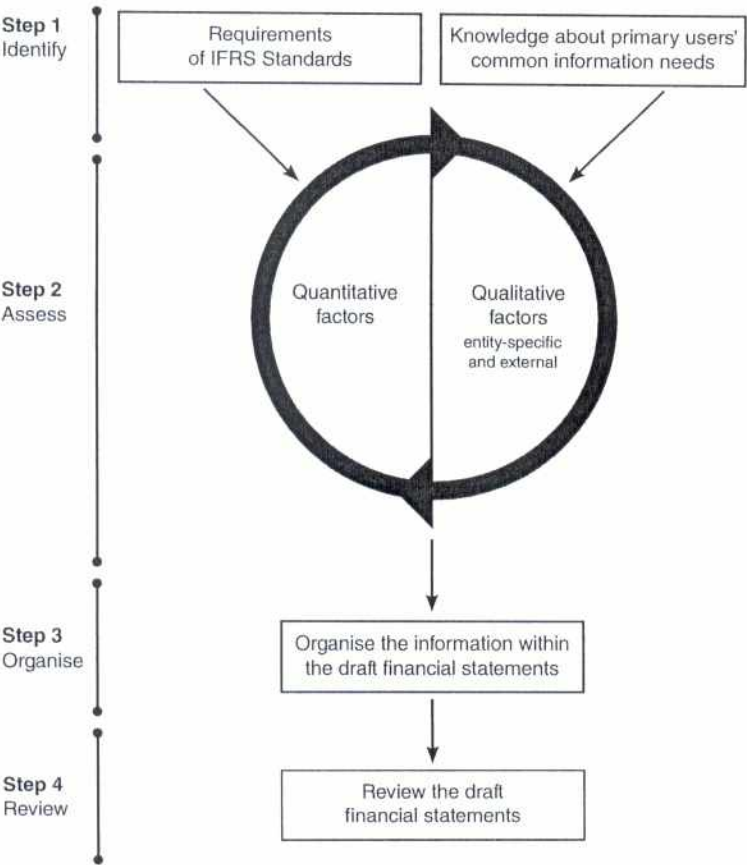 Step 1
Identify
Requirements
of IFRS Standards
Knowledge about primary users'
common information needs
Step 2
Assess
Quantitative
factors
Qualitative
factors
entity-specific
and external
Step 3
Organise
Organise the information within
the draft financial statements
Step 4
Review
Review the draft
financial statements